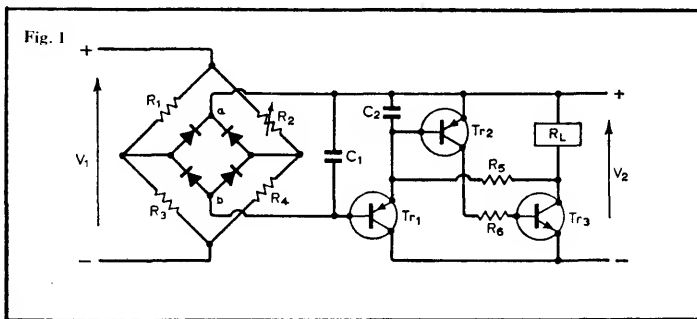 Fig. 1
+
R1
R2
a
V1
b
R3
R4
−
C1
C2
Tr2
+
RL
R5
V2
Tr1
R6
Tr3
−